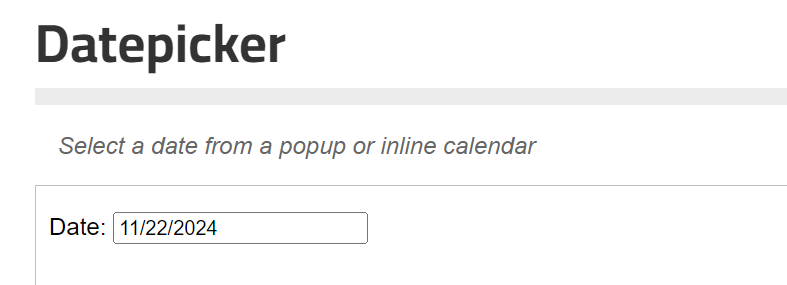 Datepicker
Select a date from a popup or inline calendar
Date: 11/22/2024